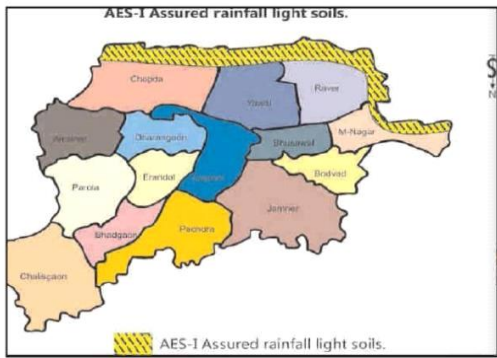 AES-I Assured rainfall light soils.
Chopda
Yawal
Raver
M-Nagar
Amalner
Dharangaon
Bhusawal
Erandol
Jalgaon
Bodvad
Parola
Jamner
Pachora
Bhadgaon
Chalisgaon
N
AES-I Assured rainfall light soils.